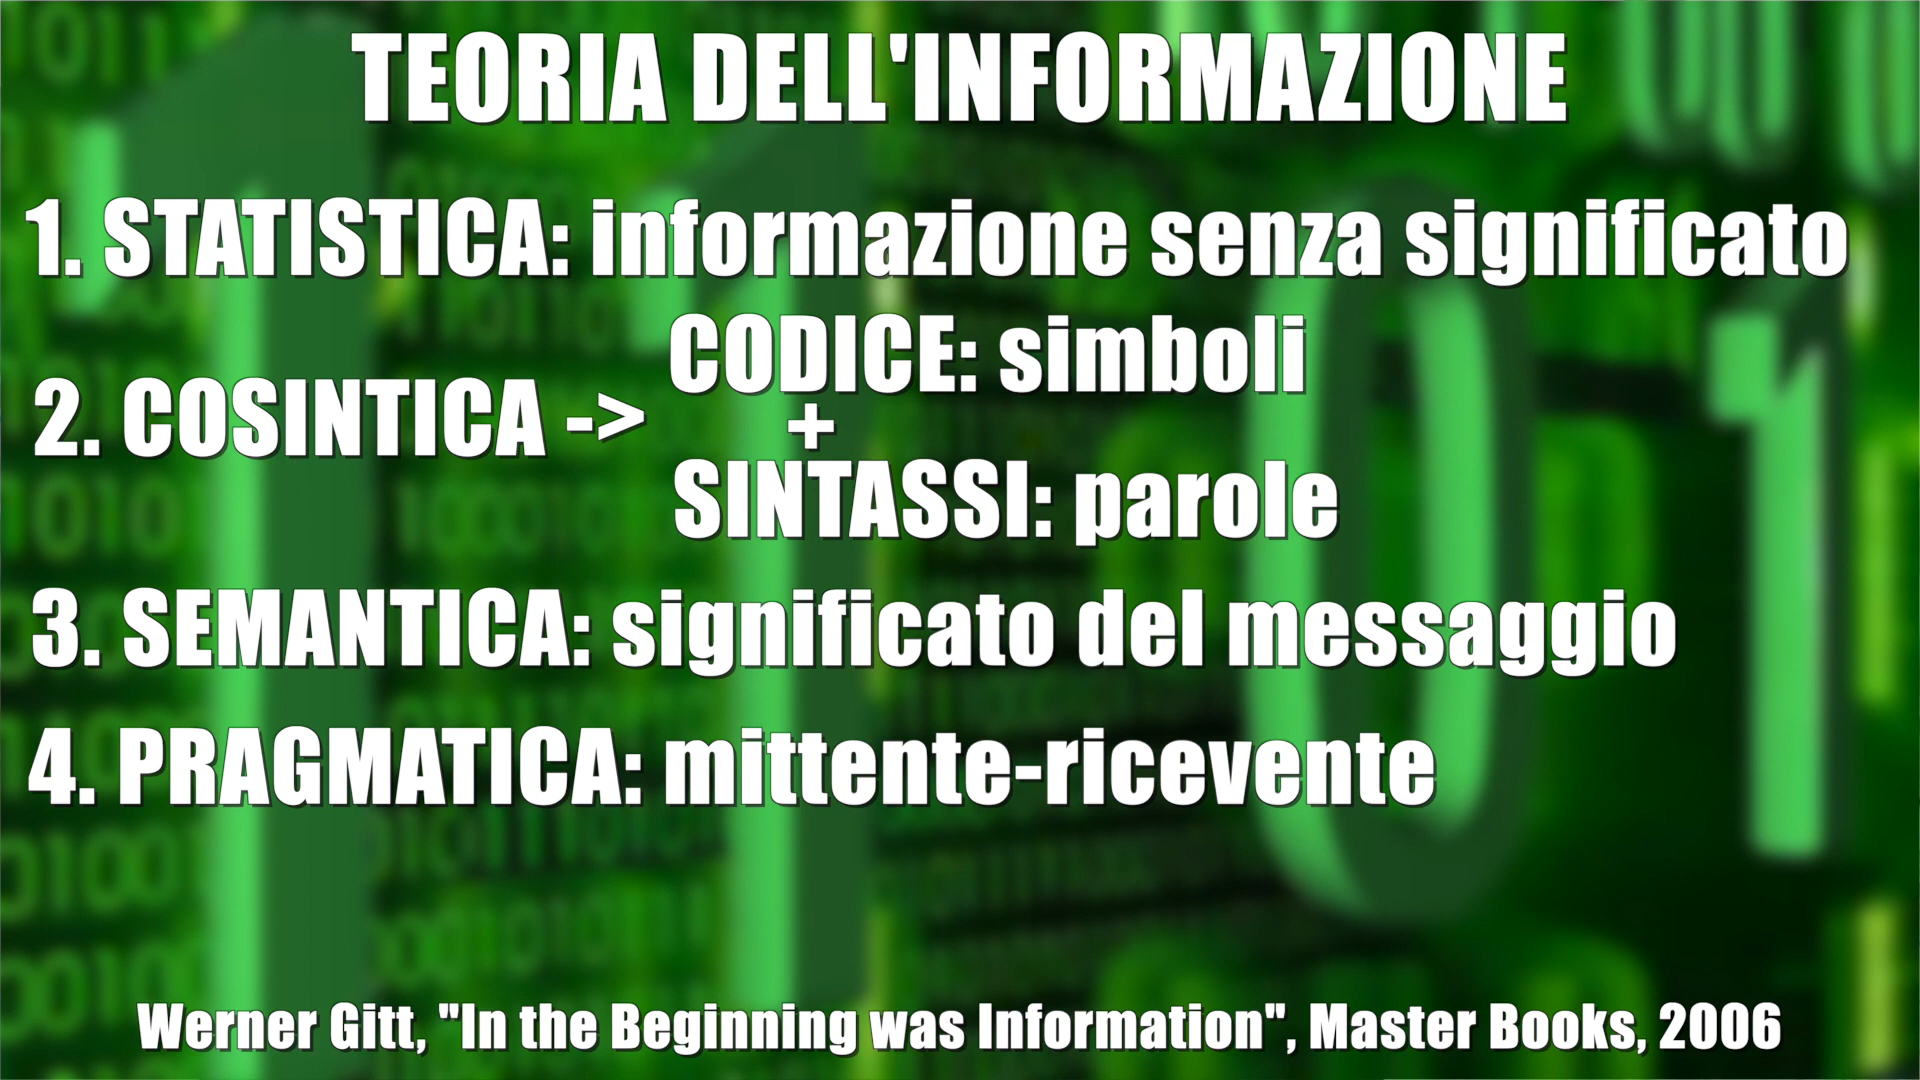 TEORIA DELL'INFORMAZIONE
1. STATISTICA: informazione senza significato
2. COSINTICA -> CODICE: simboli
+
SINTASSI: parole
3. SEMANTICA: significato del messaggio
4. PRAGMATICA: mittente-ricevente
Werner Gitt, "In the Beginning was Information", Master Books, 2006